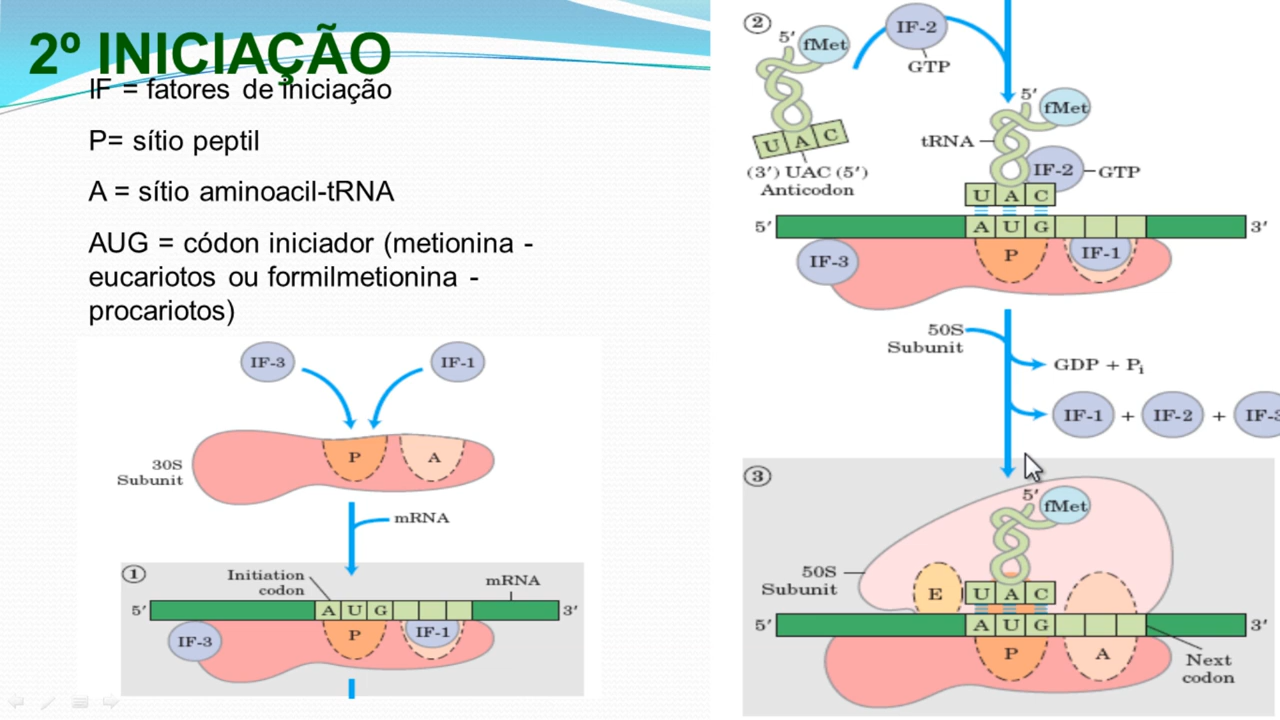 2º INICIAÇÃO
IF = fatores de iniciação
P= sítio peptil
A = sítio aminoacil-tRNA
AUG = códon iniciador (metionina -
eucariotos ou formilmetionina -
procariotos)
IF-3
IF-1
30S
Subunit
P
A
mRNA
1
Initiation
codon
mRNA
5′
A U G
3′
IF-3
P
IF-1
2
5′
fMet
IF-2
GTP
U A C
(3′) UAC (5′)
Anticodon
5′
fMet
tRNA
IF-2
GTP
U A C
5′
A U G
3′
IF-3
P
IF-1
50S
Subunit
GDP + Pi
IF-1 + IF-2 + IF-3
3
5′
fMet
50S
Subunit
E
U A C
5′
A U G
3′
P
A
Next
codon